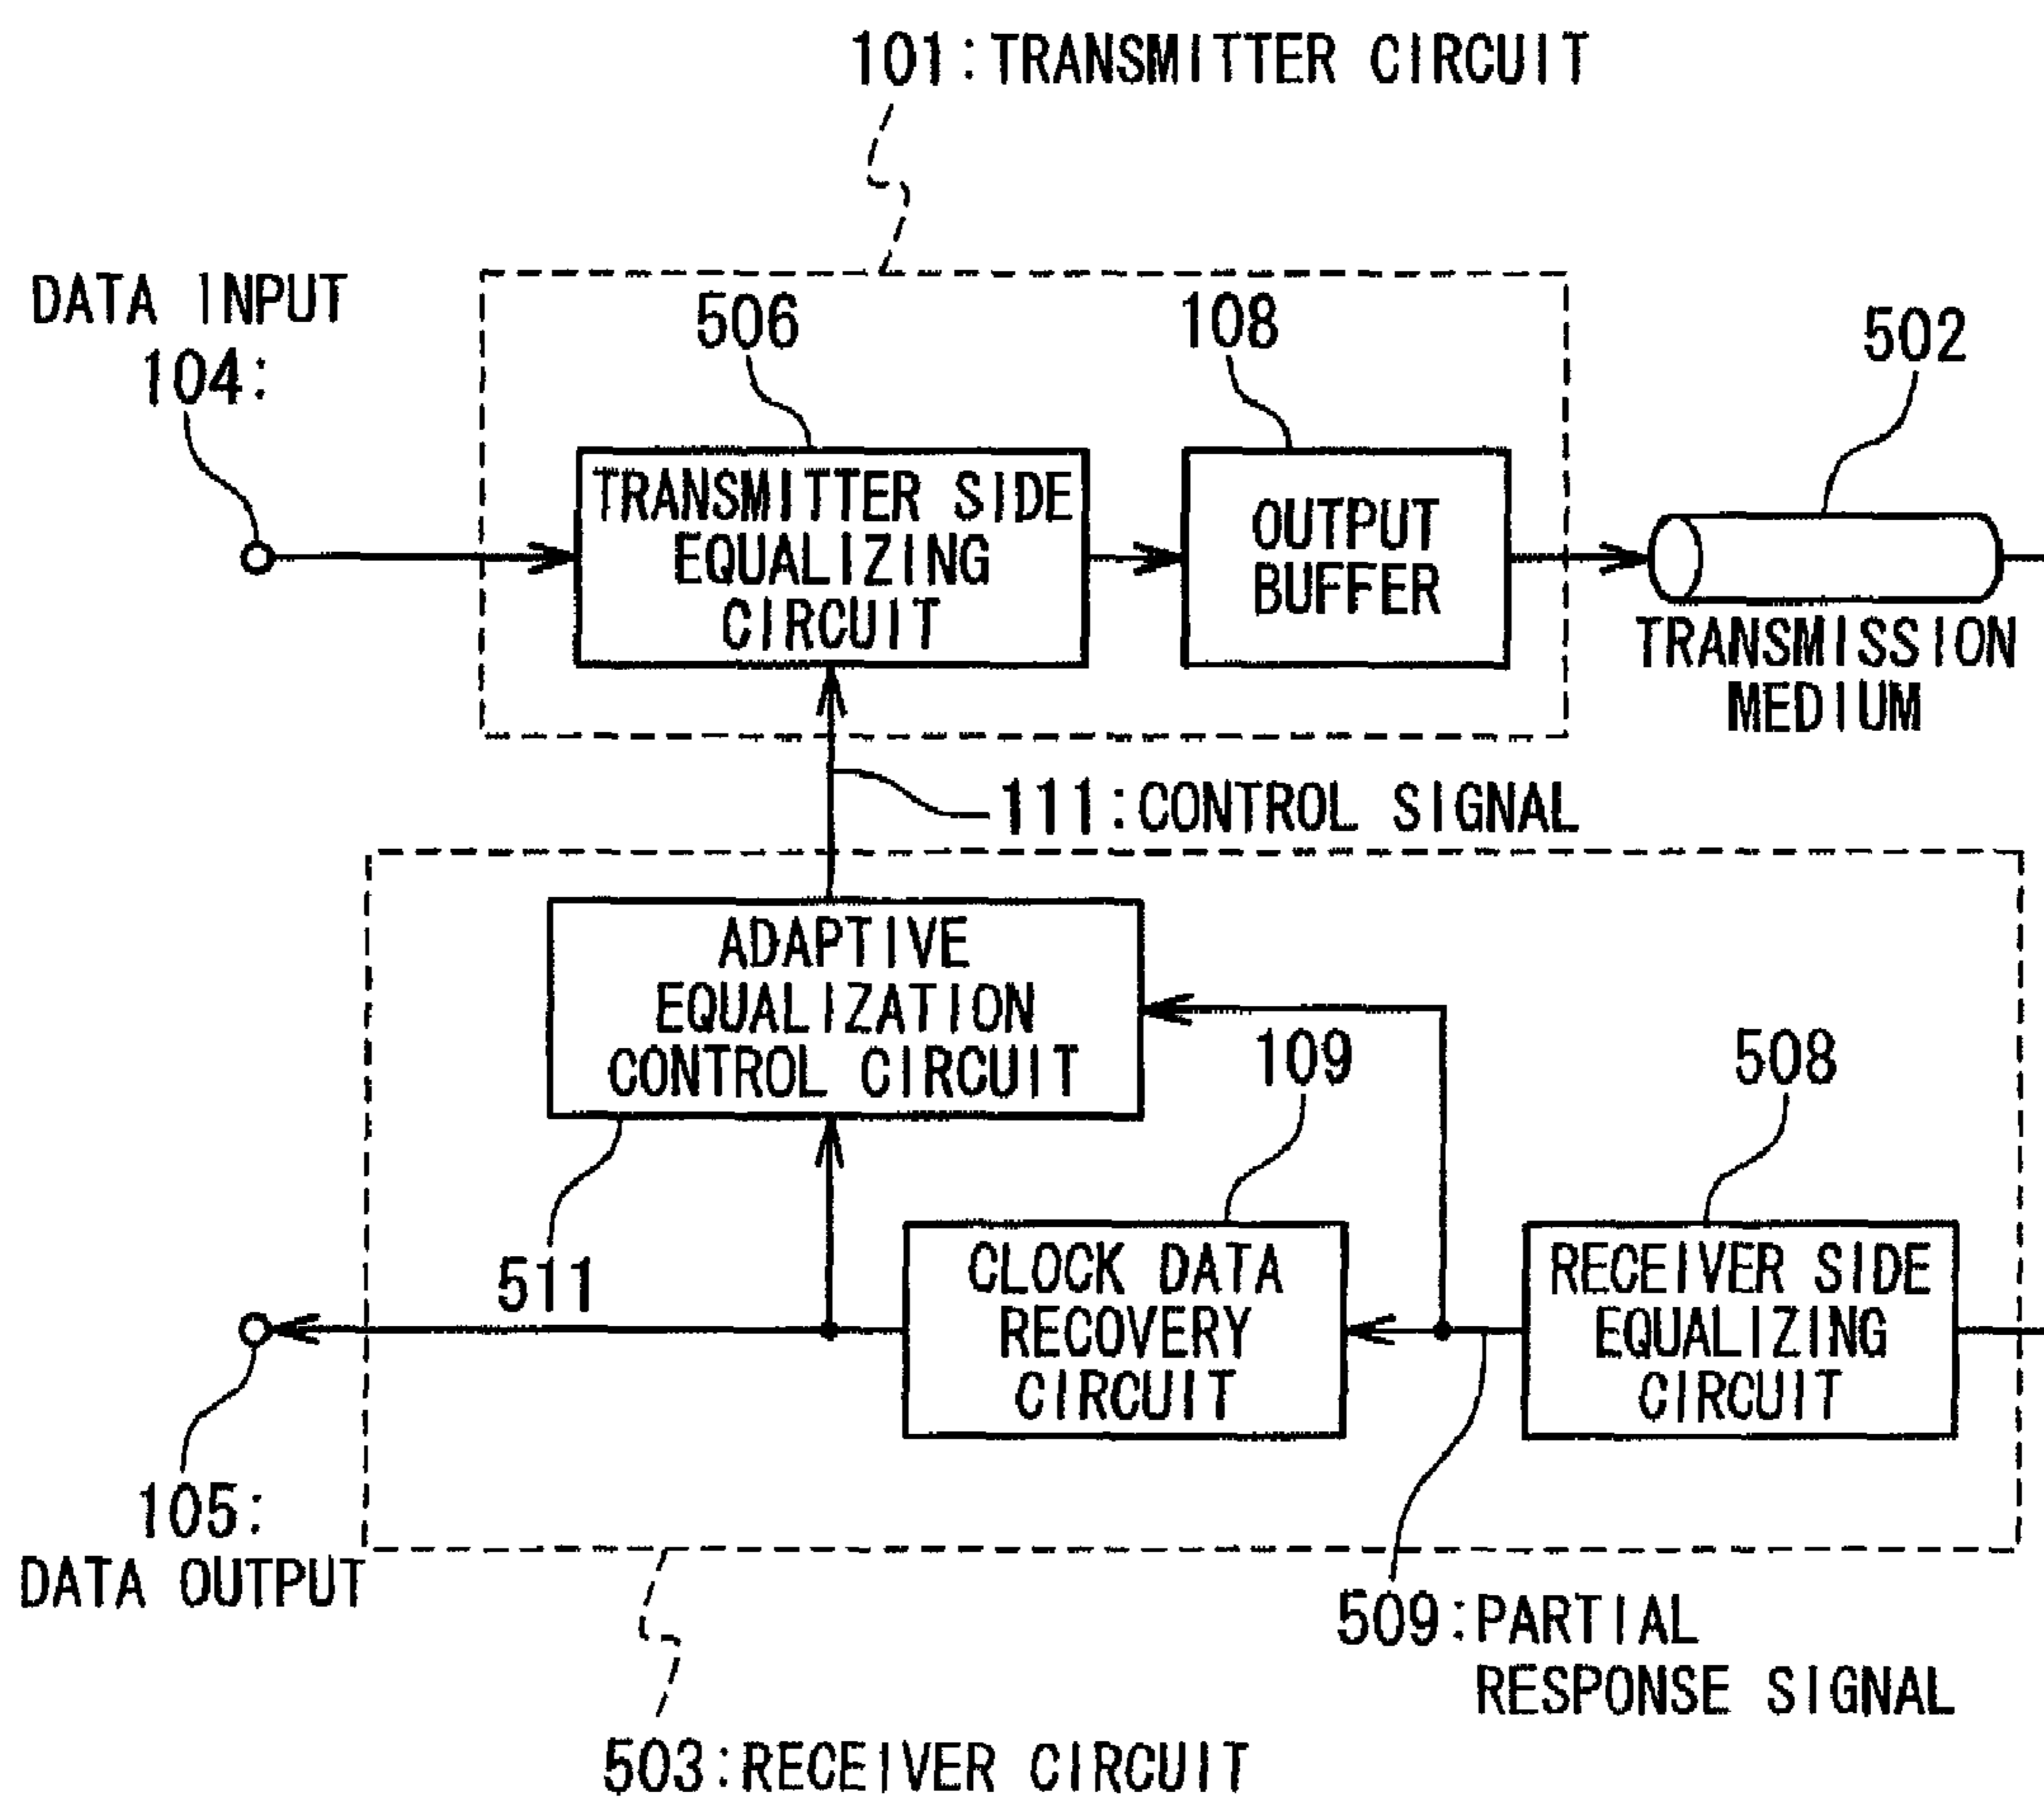 101:TRANSMITTER CIRCUIT
DATA INPUT
104:
506
108
502
TRANSMITTER SIDE
EQUALIZING
CIRCUIT
OUTPUT
BUFFER
TRANSMISSION
MEDIUM
111:CONTROL SIGNAL
ADAPTIVE
EQUALIZATION
CONTROL CIRCUIT
109
508
511
CLOCK DATA
RECOVERY
CIRCUIT
RECEIVER SIDE
EQUALIZING
CIRCUIT
105:
DATA OUTPUT
509:PARTIAL
RESPONSE SIGNAL
503:RECEIVER CIRCUIT